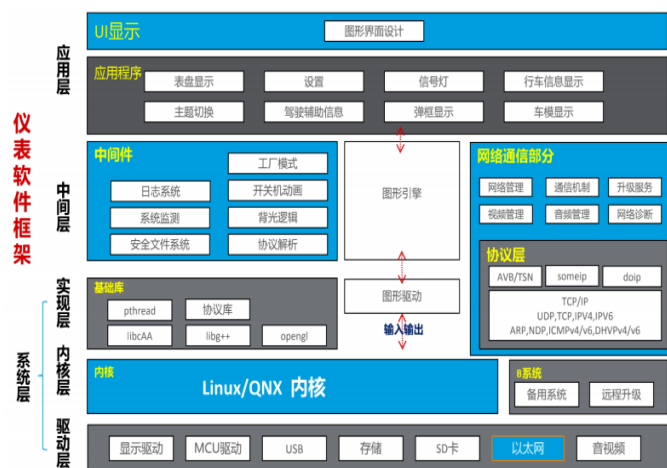 仪表软件框架
应用层
UI显示
图形界面设计
应用程序
表盘显示
设置
信号灯
行车信息显示
主题切换
驾驶辅助信息
弹框显示
车模显示
中间层
中间件
工厂模式
日志系统
开关机动画
系统监测
背光逻辑
安全文件系统
协议解析
图形引擎
网络通信部分
网络管理
通信机制
升级服务
视频管理
音频管理
网络诊断
协议层
AVB/TSN
someip
doip
TCP/IP
UDP,TCP,IPV4,IPV6
ARP,NDP,ICMPv4/v6,DHVPv4/v6
系统层
实现层
基础库
pthread
协议库
libcAA
libg++
opengl
图形驱动
输入输出
内核层
内核
Linux/QNX 内核
B系统
备用系统
远程升级
驱动层
显示驱动
MCU驱动
USB
存储
SD卡
以太网
音视频